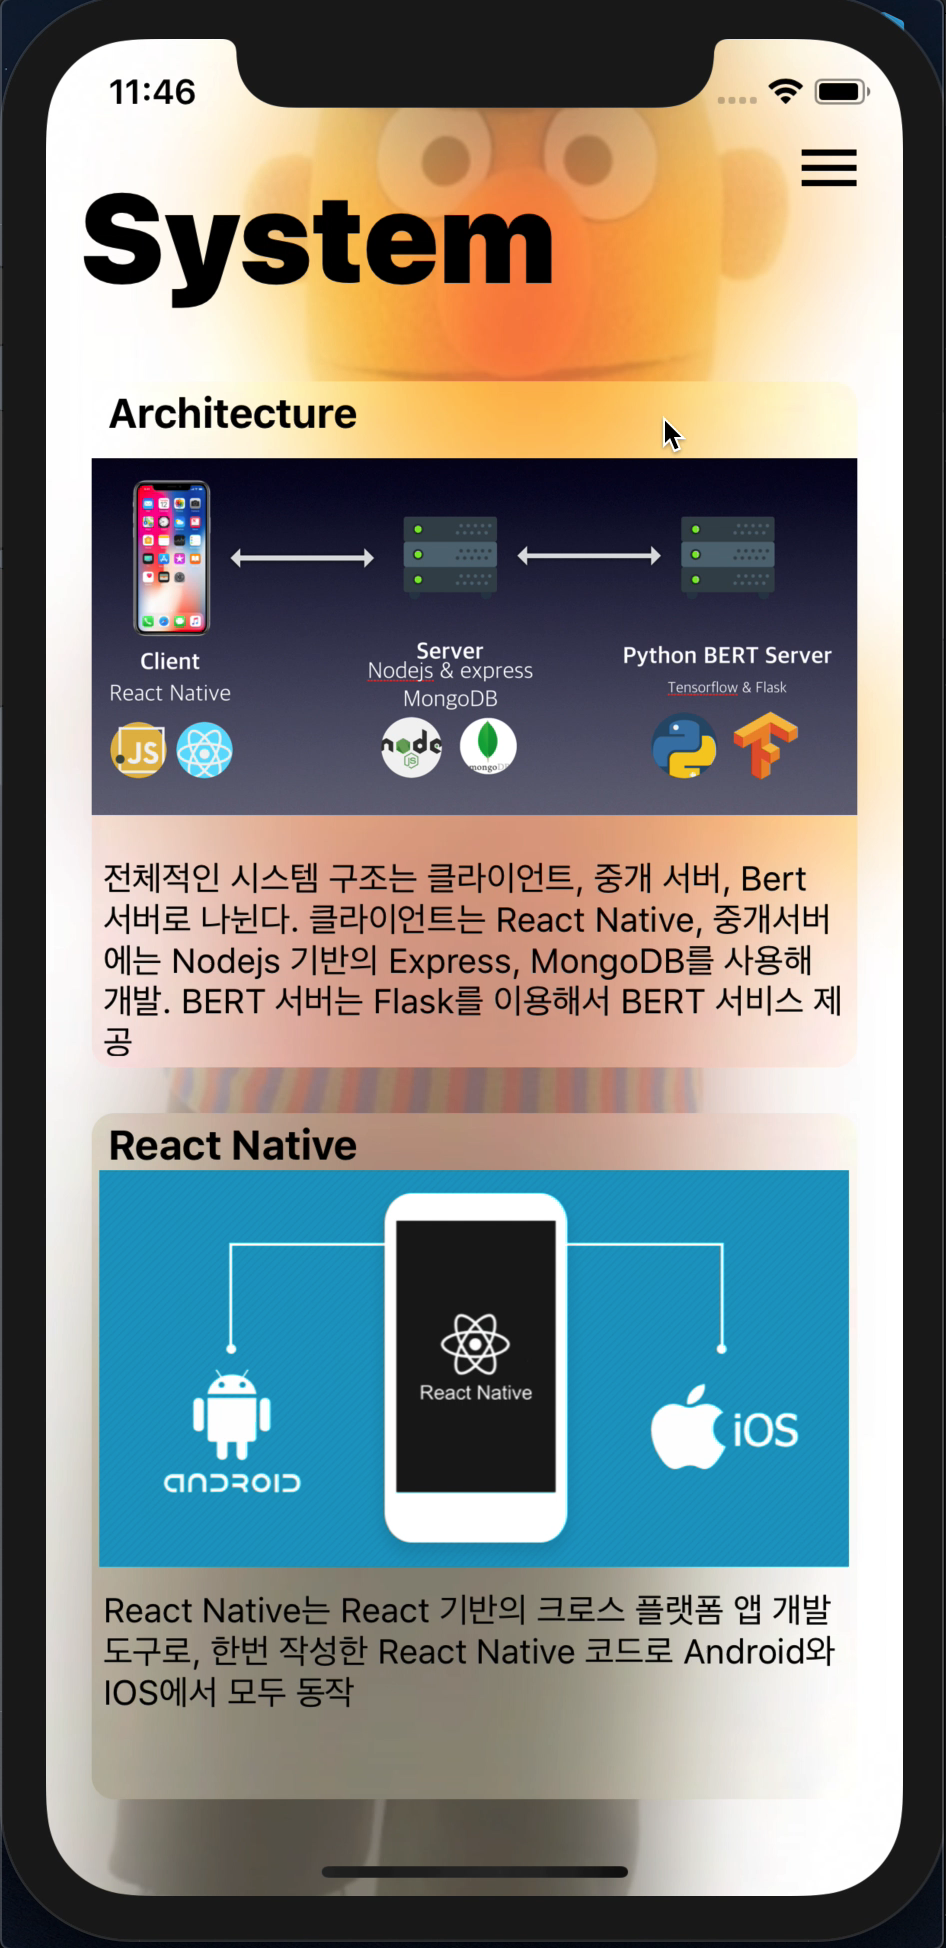 11:46
System
Architecture
Client
React Native
JS
Server
Nodejs & express
MongoDB
node
JS
mongoDB
Python BERT Server
Tensorflow & Flask
전체적인 시스템 구조는 클라이언트, 중개 서버, Bert
서버로 나뉜다. 클라이언트는 React Native, 중개서버
에는 Nodejs 기반의 Express, MongoDB를 사용해
개발. BERT 서버는 Flask를 이용해서 BERT 서비스 제
공
React Native
React Native
android
iOS
React Native는 React 기반의 크로스 플랫폼 앱 개발
도구로, 한번 작성한 React Native 코드로 Android와
IOS에서 모두 동작